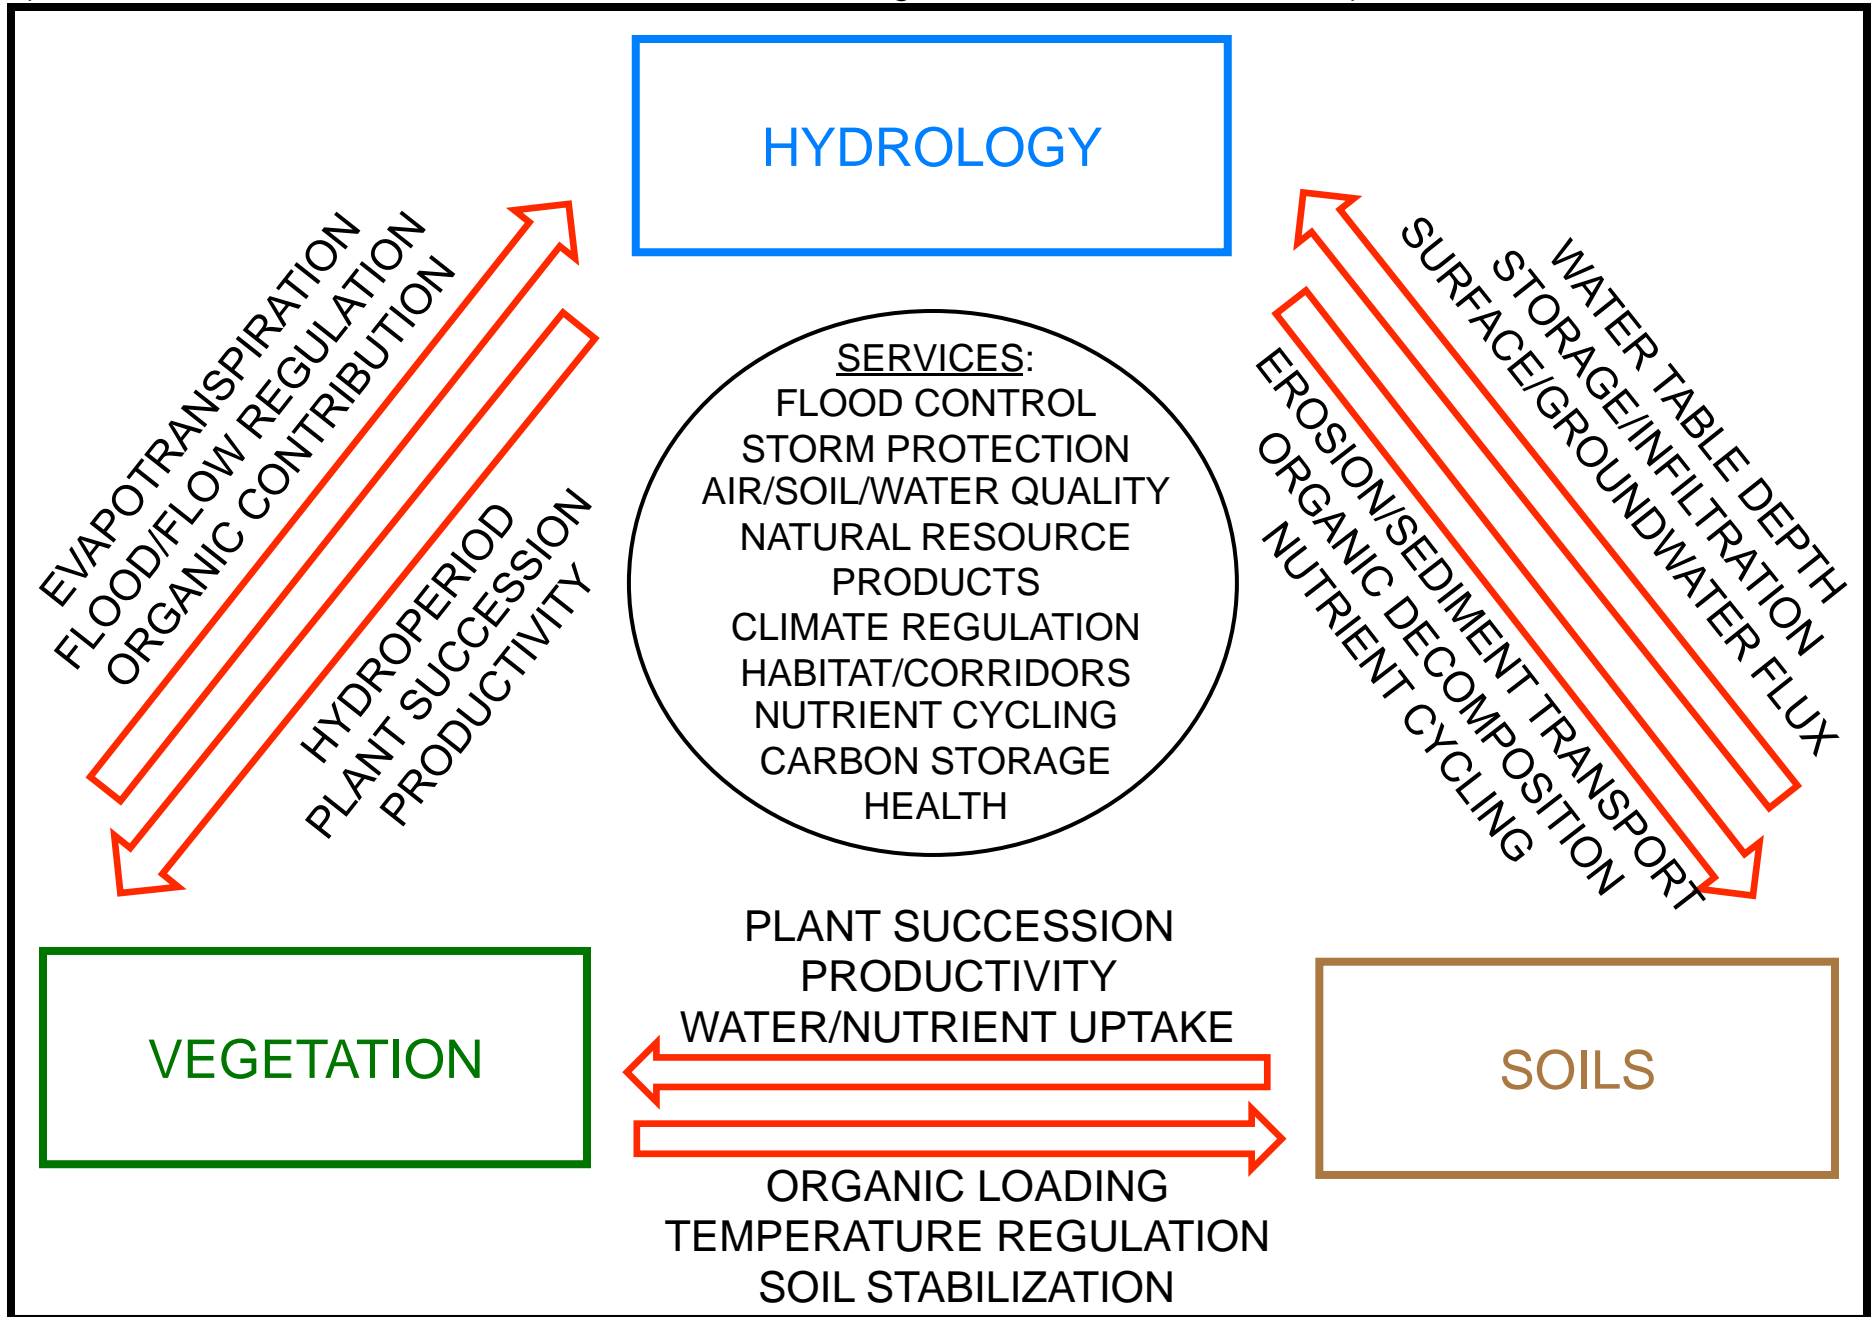 HYDROLOGY
EVAPOTRANSPIRATION
FLOOD/FLOW REGULATION
ORGANIC CONTRIBUTION
HYDROPERIOD
PLANT SUCCESSION
PRODUCTIVITY
SERVICES:
FLOOD CONTROL
STORM PROTECTION
AIR/SOIL/WATER QUALITY
NATURAL RESOURCE
PRODUCTS
CLIMATE REGULATION
HABITAT/CORRIDORS
NUTRIENT CYCLING
CARBON STORAGE
HEALTH
WATER TABLE DEPTH
STORAGE/INFILTRATION
SURFACE/GROUNDWATER FLUX
EROSION/SEDIMENT TRANSPORT
ORGANIC DECOMPOSITION
NUTRIENT CYCLING
VEGETATION
PLANT SUCCESSION
PRODUCTIVITY
WATER/NUTRIENT UPTAKE
SOILS
ORGANIC LOADING
TEMPERATURE REGULATION
SOIL STABILIZATION